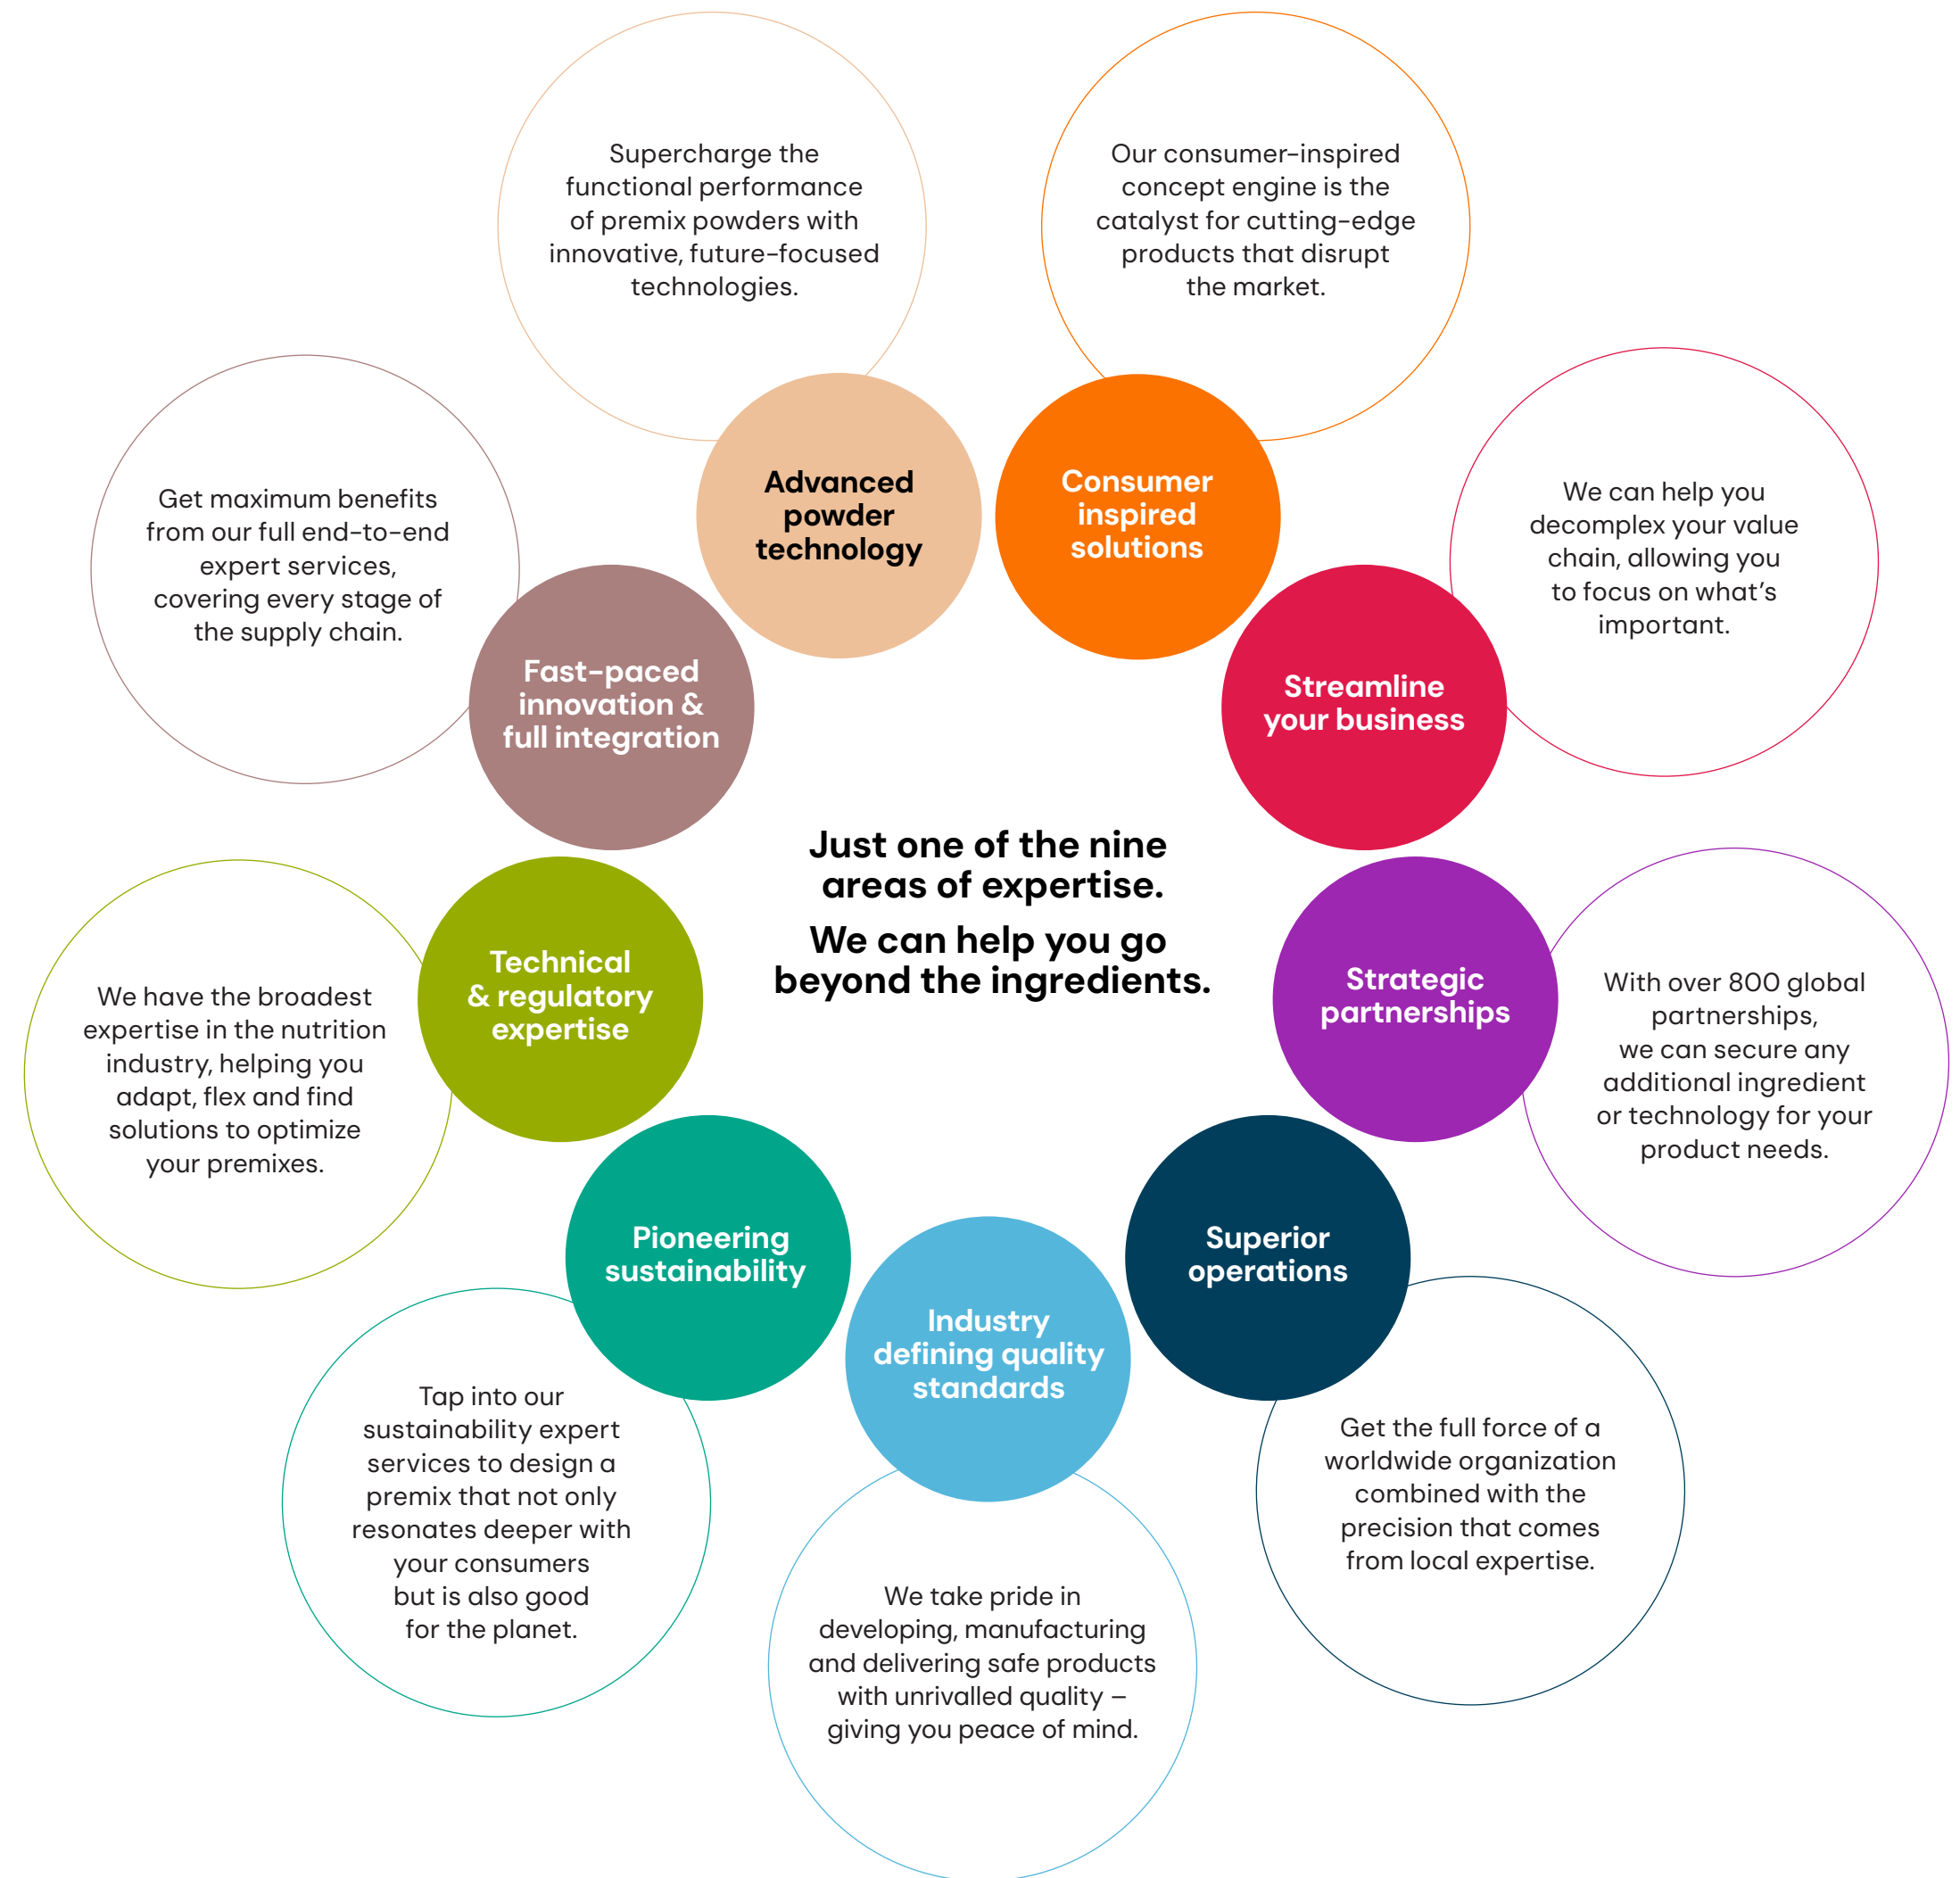 Supercharge the
functional performance
of premix powders with
innovative, future-focused
technologies.
Advanced
powder
technology
Our consumer-inspired
concept engine is the
catalyst for cutting-edge
products that disrupt
the market.
Consumer
inspired
solutions
We can help you
decomplex your value
chain, allowing you
to focus on what’s
important.
Streamline
your business
With over 800 global
partnerships,
we can secure any
additional ingredient
or technology for your
product needs.
Strategic
partnerships
Get the full force of a
worldwide organization
combined with the
precision that comes
from local expertise.
Superior
operations
We take pride in
developing, manufacturing
and delivering safe products
with unrivalled quality –
giving you peace of mind.
Industry
defining quality
standards
Tap into our
sustainability expert
services to design a
premix that not only
resonates deeper with
your consumers
but is also good
for the planet.
Pioneering
sustainability
We have the broadest
expertise in the nutrition
industry, helping you
adapt, flex and find
solutions to optimize
your premixes.
Technical
& regulatory
expertise
Get maximum benefits
from our full end-to-end
expert services,
covering every stage of
the supply chain.
Fast-paced
innovation &
full integration
Just one of the nine
areas of expertise.
We can help you go
beyond the ingredients.